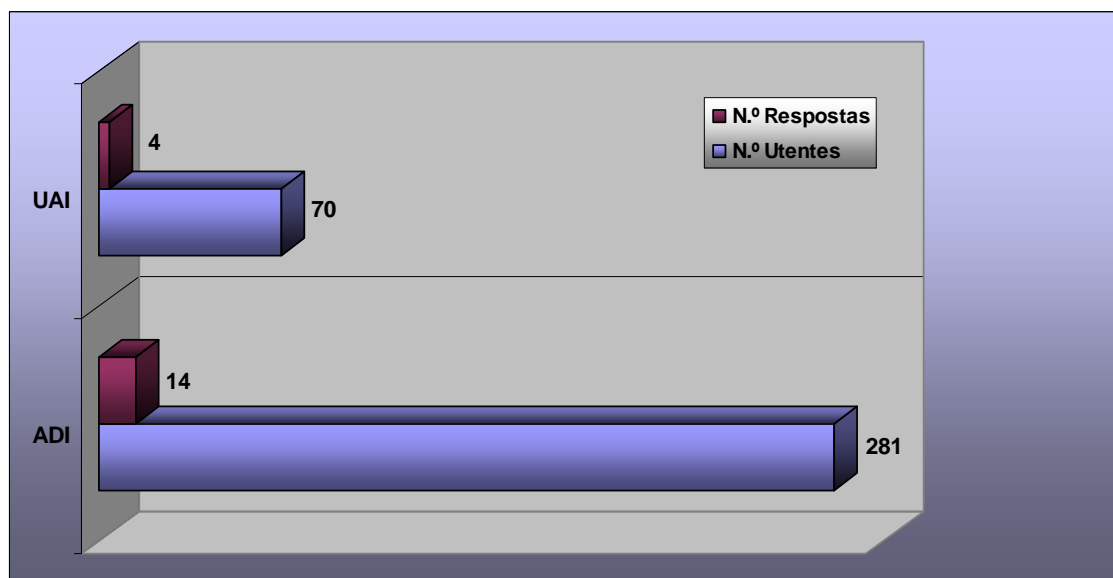 N.º Respostas
N.º Utentes
4
UAI
70
14
ADI
281